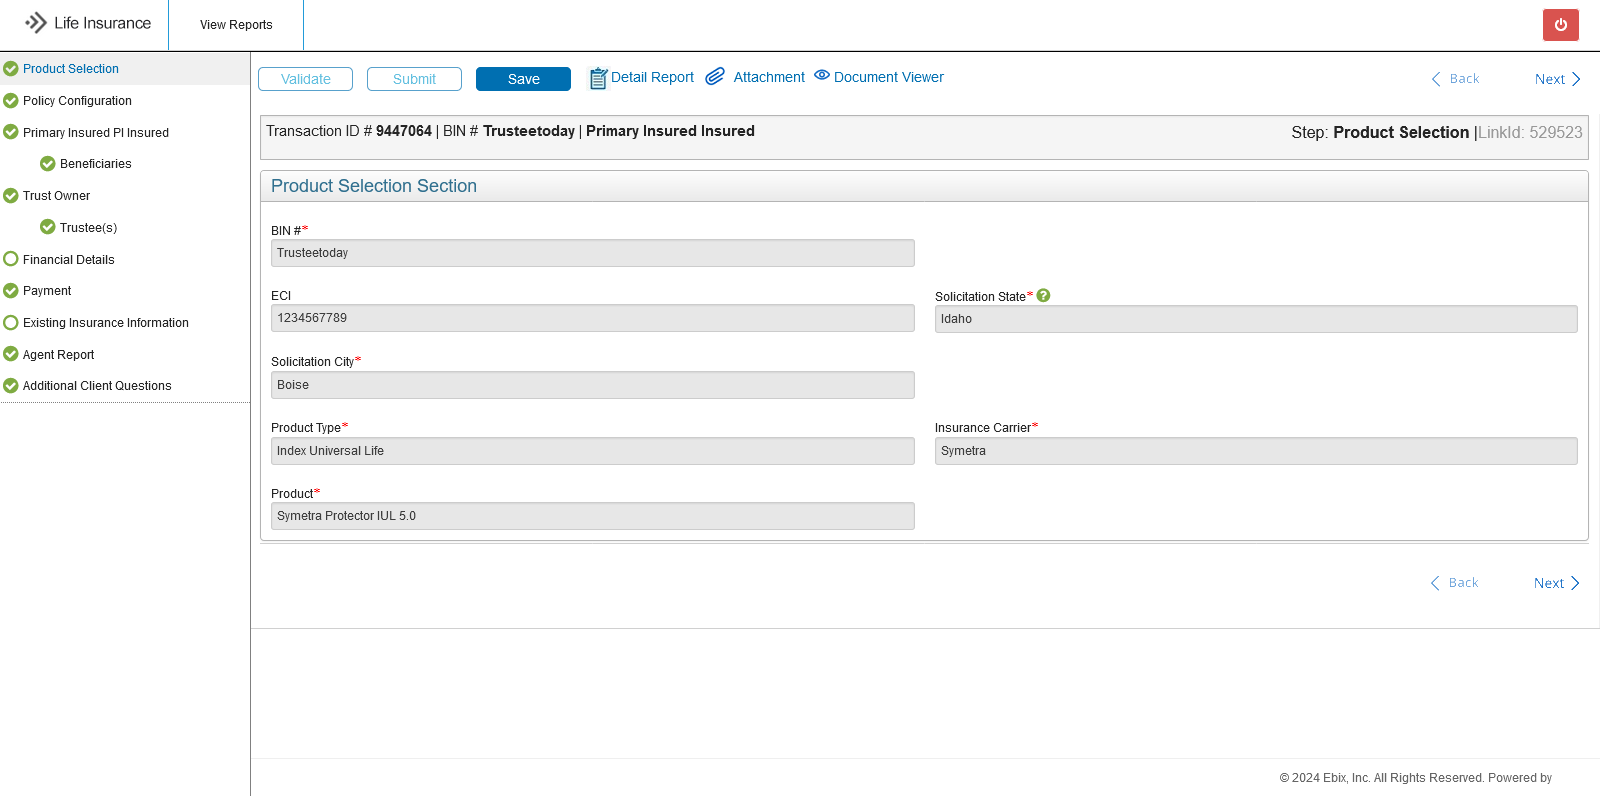 Life Insurance
View Reports
Product Selection
Policy Configuration
Primary Insured PI Insured
Beneficiaries
Trust Owner
Trustee(s)
Financial Details
Payment
Existing Insurance Information
Agent Report
Additional Client Questions
Validate
Submit
Save
Detail Report
Attachment
Document Viewer
Back
Next
Transaction ID # 9447064 | BIN # Trusteetoday | Primary Insured Insured
Step: Product Selection |LinkId: 529523
Product Selection Section
BIN #*
Trusteetoday
ECI
1234567789
Solicitation State* ?
Idaho
Solicitation City*
Boise
Product Type*
Index Universal Life
Insurance Carrier*
Symetra
Product*
Symetra Protector IUL 5.0
Back
Next
© 2024 Ebix, Inc. All Rights Reserved. Powered by